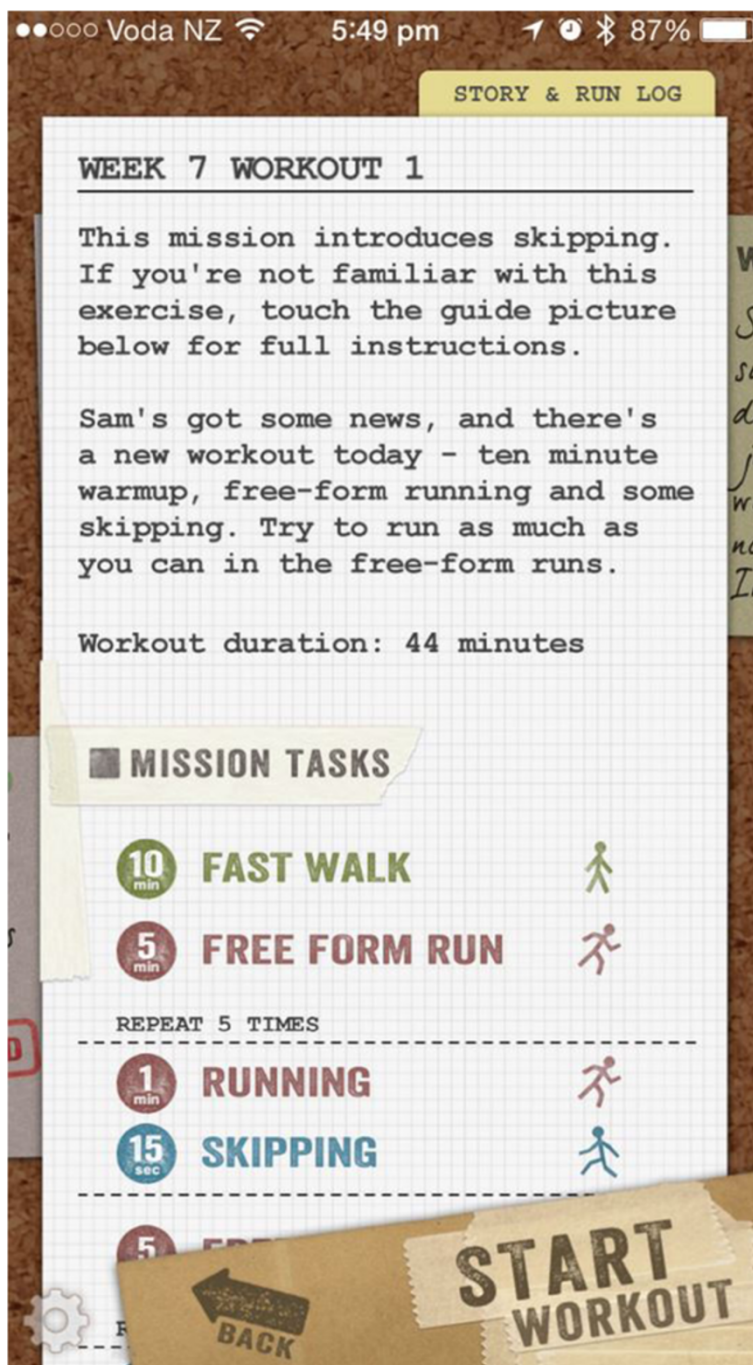 Voda NZ 5:49 pm 87%
STORY & RUN LOG
WEEK 7 WORKOUT 1
This mission introduces skipping.
If you're not familiar with this
exercise, touch the guide picture
below for full instructions.
Sam's got some news, and there's
a new workout today - ten minute
warmup, free-form running and some
skipping. Try to run as much as
you can in the free-form runs.
Workout duration: 44 minutes
MISSION TASKS
10 min FAST WALK
5 min FREE FORM RUN
REPEAT 5 TIMES
1 min RUNNING
15 sec SKIPPING
5
START
WORKOUT
BACK